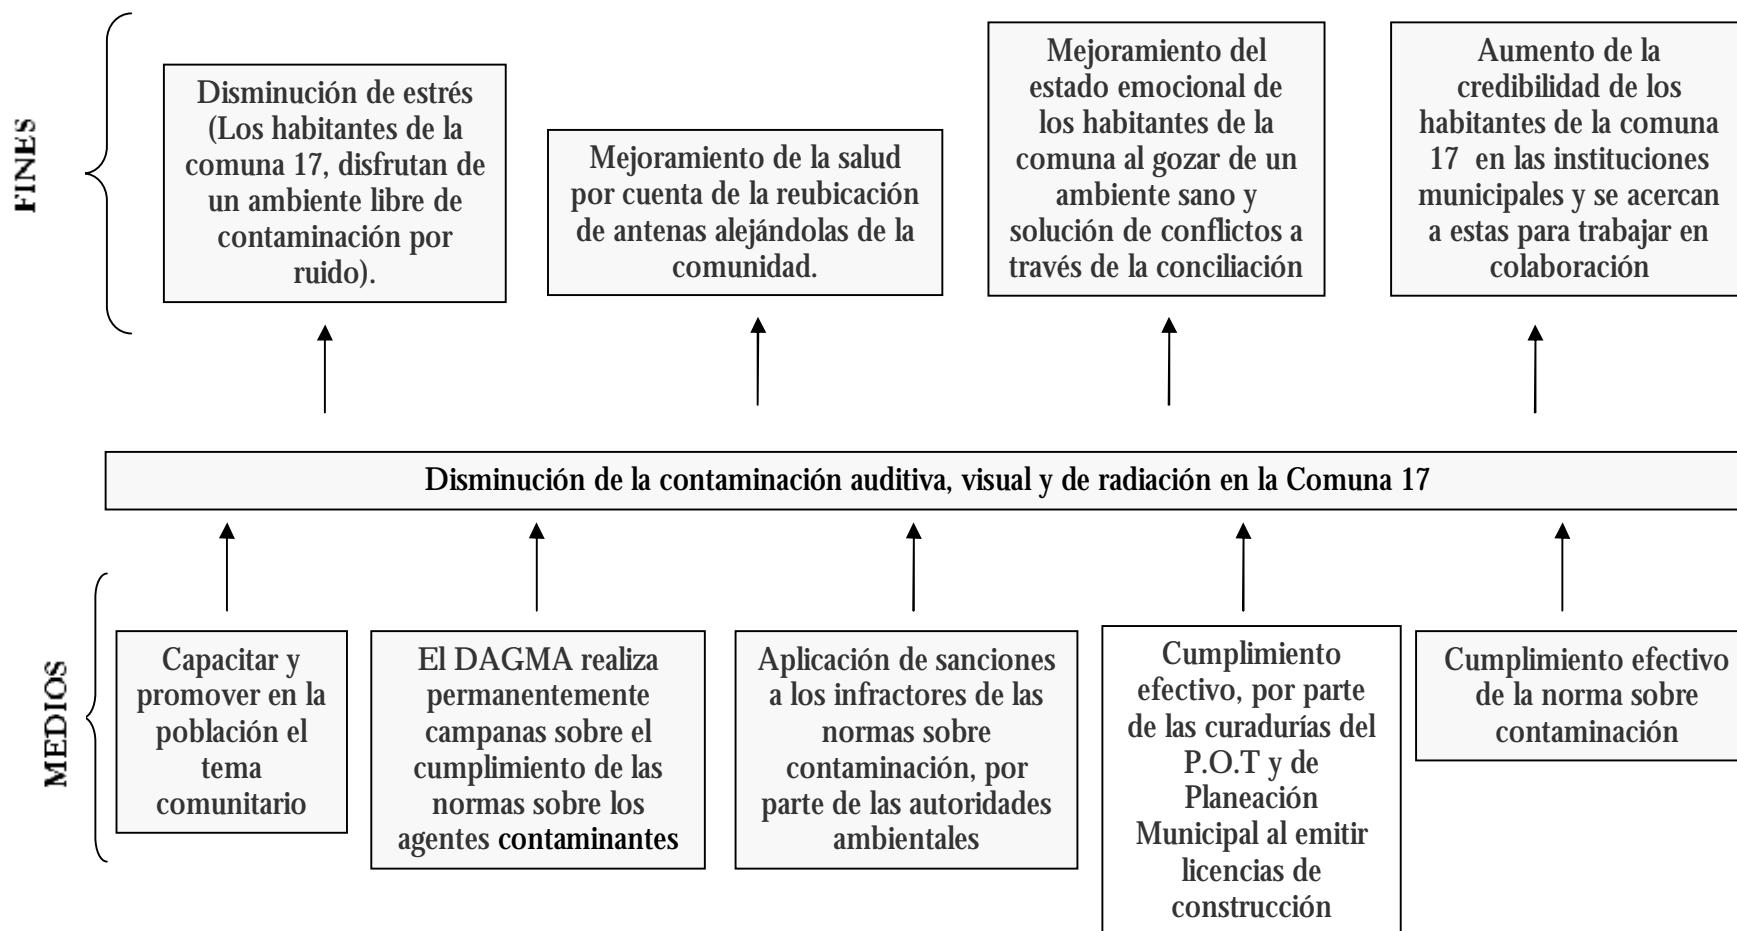 FINES
Disminución de estrés
(Los habitantes de la
comuna 17, disfrutan de
un ambiente libre de
contaminación por
ruido).
Mejoramiento de la salud
por cuenta de la reubicación
de antenas alejándolas de la
comunidad.
Mejoramiento del
estado emocional de
los habitantes de la
comuna al gozar de un
ambiente sano y
solución de conflictos a
través de la conciliación
Aumento de la
credibilidad de los
habitantes de la comuna
17 en las instituciones
municipales y se acercan
a estas para trabajar en
colaboración
Disminución de la contaminación auditiva, visual y de radiación en la Comuna 17
MEDIOS
Capacitar y
promover en la
población el
tema
comunitario
El DAGMA realiza
permanentemente
campanas sobre el
cumplimiento de las
normas sobre los
agentes contaminantes
Aplicación de sanciones
a los infractores de las
normas sobre
contaminación, por
parte de las autoridades
ambientales
Cumplimiento
efectivo, por parte
de las curadurías del
P.O.T y de
Planeación
Municipal al emitir
licencias de
construcción
Cumplimiento efectivo
de la norma sobre
contaminación